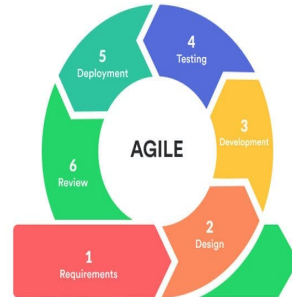 5
Deployment
4
Testing
3
Development
AGILE
6
Review
2
Design
1
Requirements